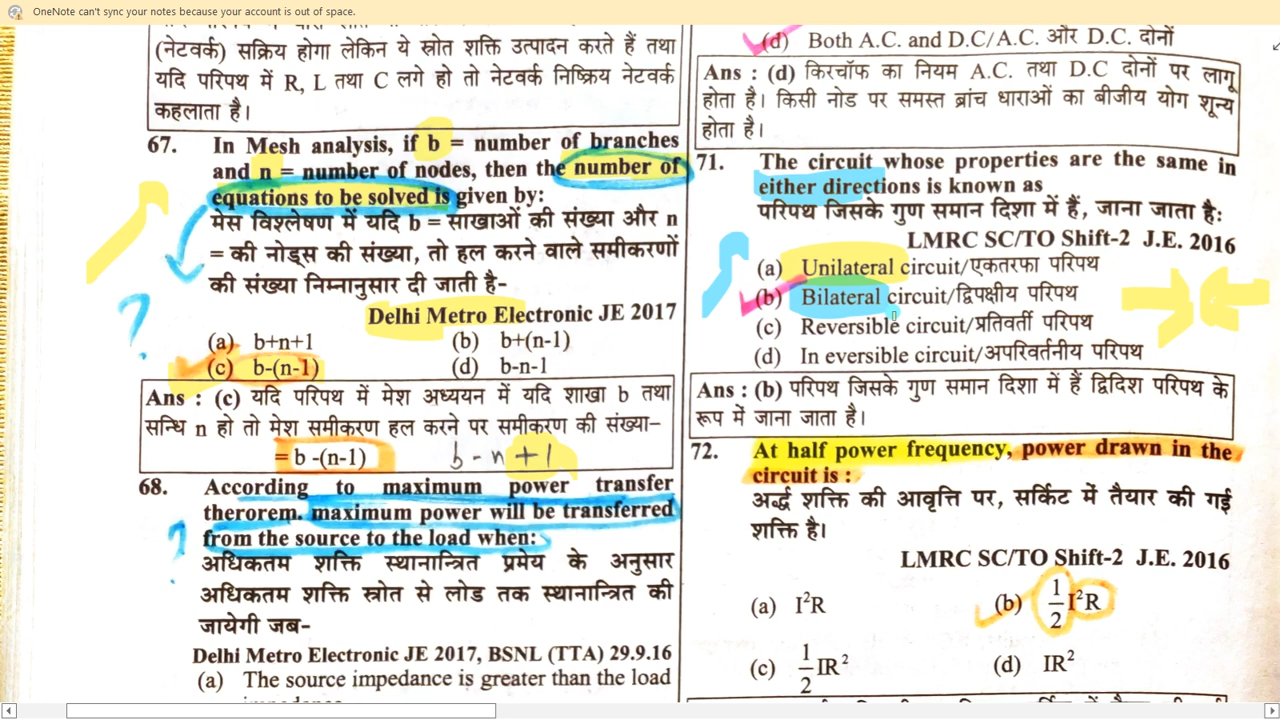 OneNote can't sync your notes because your account is out of space.
(नेटवर्क) सक्रिय होगा लेकिन ये स्रोत शक्ति उत्पादन करते हैं तथा
यदि परिपथ में R, L तथा C लगे हो तो नेटवर्क निष्क्रिय नेटवर्क
कहलाता है।
67. In Mesh analysis, if b = number of branches
and n = number of nodes, then the number of
equations to be solved is given by:
मेस विश्लेषण में यदि b = साखाओं की संख्या और n
= की नोड्स की संख्या, तो हल करने वाले समीकरणों
की संख्या निम्नानुसार दी जाती है-
?
Delhi Metro Electronic JE 2017
(a) b+n+1 (b) b+(n-1)
(c) b-(n-1) (d) b-n-1
Ans : (c) यदि परिपथ में मेश अध्ययन में यदि शाखा b तथा
सन्धि n हो तो मेश समीकरण हल करने पर समीकरण की संख्या–
= b -(n-1) b - n + 1
68. According to maximum power transfer
therorem. maximum power will be transferred
from the source to the load when:
?
अधिकतम शक्ति स्थानान्त्रित प्रमेय के अनुसार
अधिकतम शक्ति स्रोत से लोड तक स्थानान्त्रित की
जायेगी जब-
Delhi Metro Electronic JE 2017, BSNL (TTA) 29.9.16
(a) The source impedance is greater than the load
(d) Both A.C. and D.C/A.C. और D.C. दोनों
Ans : (d) किरचॉफ का नियम A.C. तथा D.C दोनों पर लागू
होता है। किसी नोड पर समस्त ब्रांच धाराओं का बीजीय योग शून्य
होता है।
71. The circuit whose properties are the same in
either directions is known as
परिपथ जिसके गुण समान दिशा में हैं, जाना जाता है:
LMRC SC/TO Shift-2 J.E. 2016
(a) Unilateral circuit/एकतरफा परिपथ
(b) Bilateral circuit/द्विपक्षीय परिपथ
(c) Reversible circuit/प्रतिवर्ती परिपथ
(d) In eversible circuit/अपरिवर्तनीय परिपथ
Ans : (b) परिपथ जिसके गुण समान दिशा में हैं द्विदिश परिपथ के
रूप में जाना जाता है।
72. At half power frequency, power drawn in the
circuit is :
अर्द्ध शक्ति की आवृत्ति पर, सर्किट में तैयार की गई
शक्ति है।
LMRC SC/TO Shift-2 J.E. 2016
(a) I²R (b) 1/2 I²R
(c) 1/2 IR² (d) IR²